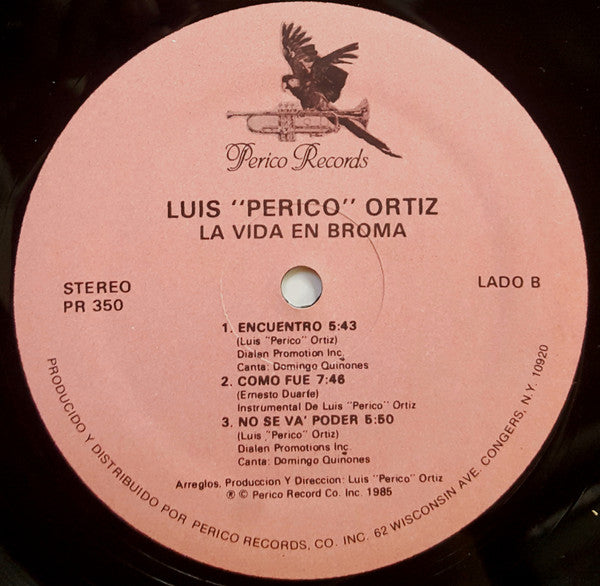 Perico Records
LUIS "PERICO" ORTIZ
LA VIDA EN BROMA
STEREO
PR 350
LADO B
1. ENCUENTRO 5:43
(Luis "Perico" Ortiz)
Dialen Promotion Inc.
Canta: Domingo Quiñones
2. COMO FUE 7:46
(Ernesto Duarte)
Instrumental De Luis "Perico" Ortiz
3. NO SE VA' PODER 5:50
(Luis "Perico" Ortiz)
Dialen Promotions Inc.
Canta: Domingo Quiñones
Arreglos, Produccion Y Direccion: Luis "Perico" Ortiz
℗ © Perico Record Co. Inc. 1985
PRODUCIDO Y DISTRIBUIDO POR PERICO RECORDS, CO. INC. 62 WISCONSIN AVE. CONGERS, N.Y. 10920